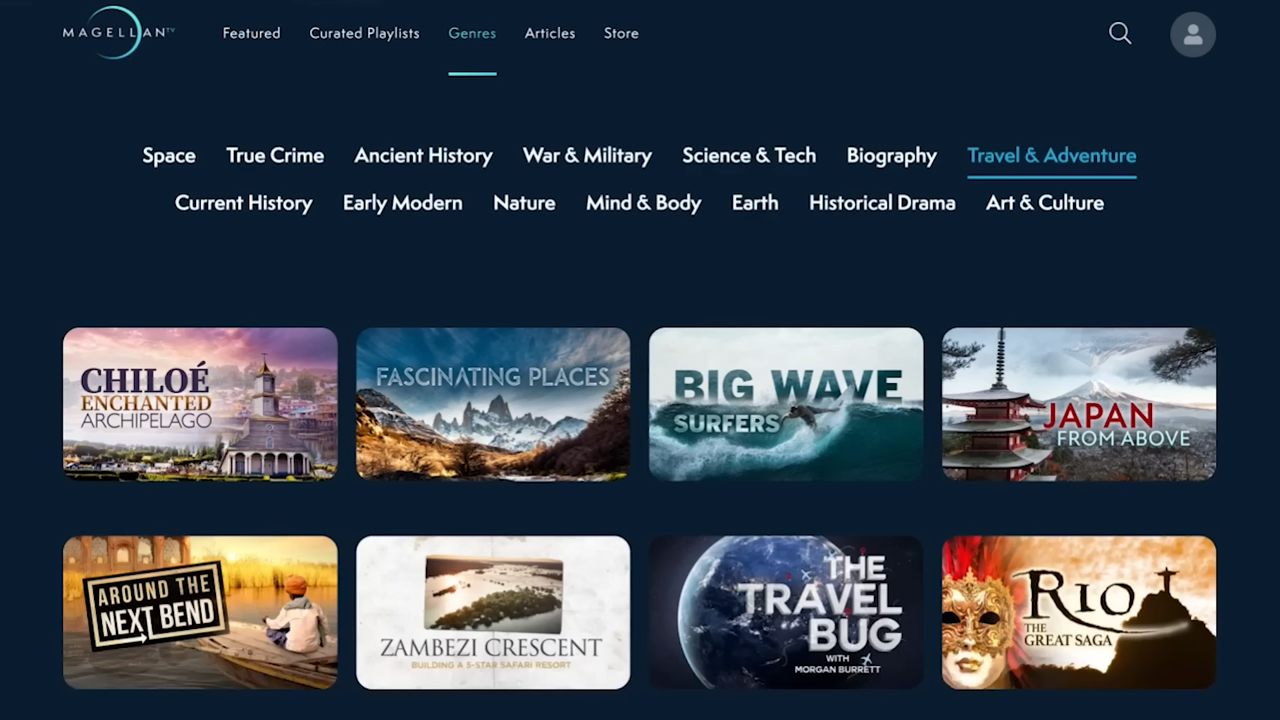 MAGELLAN TV
Featured Curated Playlists Genres Articles Store
Space True Crime Ancient History War & Military Science & Tech Biography Travel & Adventure
Current History Early Modern Nature Mind & Body Earth Historical Drama Art & Culture
CHILOÉ
ENCHANTED
ARCHIPELAGO
FASCINATING PLACES
BIG WAVE
SURFERS
JAPAN
FROM ABOVE
AROUND THE
NEXT BEND
ZAMBEZI CRESCENT
BUILDING A 5-STAR SAFARI RESORT
THE
TRAVEL
BUG
WITH
MORGAN BURRETT
RIO
THE
GREAT SAGA